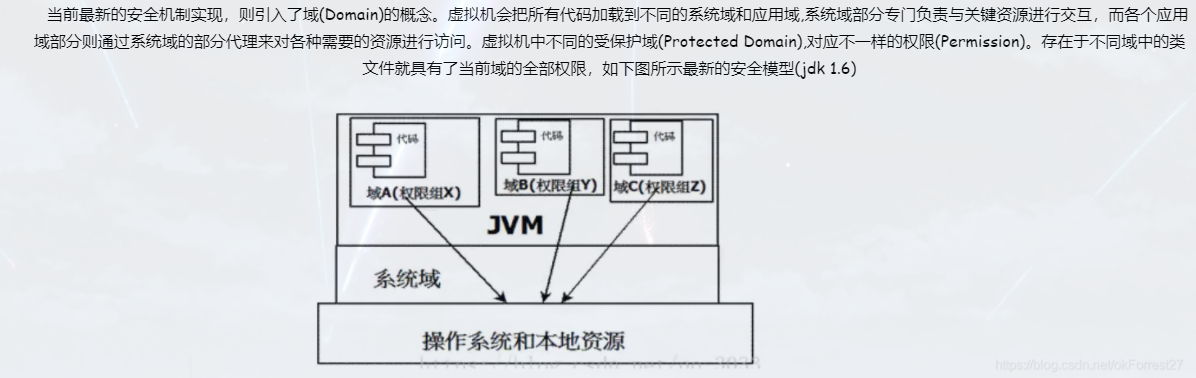 当前最新的安全机制实现，则引入了域(Domain)的概念。虚拟机会把所有代码加载到不同的系统域和应用域,系统域部分专门负责与关键资源进行交互，而各个应用
域部分则通过系统域的部分代理来对各种需要的资源进行访问。虚拟机中不同的受保护域(Protected Domain),对应不一样的权限(Permission)。存在于不同域中的类
文件就具有了当前域的全部权限，如下图所示最新的安全模型(jdk 1.6)
代码
代码
代码
域A(权限组X)
域B(权限组Y)
域C(权限组Z)
JVM
系统域
操作系统和本地资源
https://blog.csdn.net/okForrest27